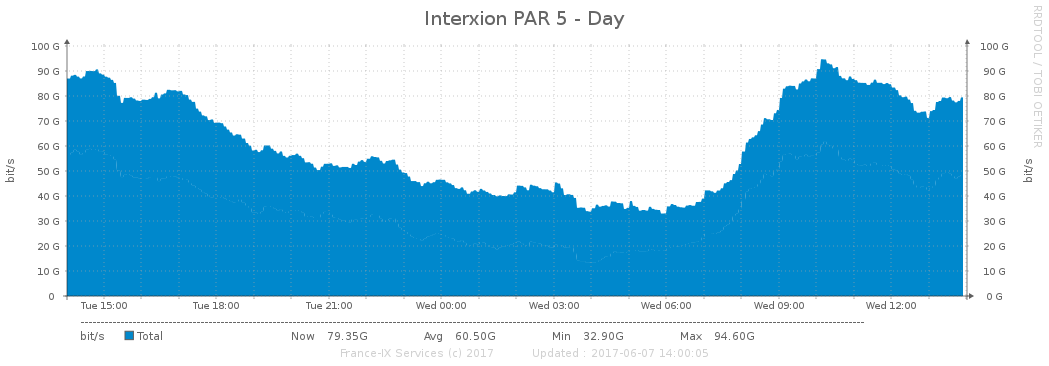 Interxion PAR 5 - Day
RRDTOOL / TOBI OETIKER
bit/s
100 G
90 G
80 G
70 G
60 G
50 G
40 G
30 G
20 G
10 G
0
100 G
90 G
80 G
70 G
60 G
50 G
40 G
30 G
20 G
10 G
0 G
bit/s
Tue 15:00 Tue 18:00 Tue 21:00 Wed 00:00 Wed 03:00 Wed 06:00 Wed 09:00 Wed 12:00
bit/s Total Now 79.35G Avg 60.50G Min 32.90G Max 94.60G
France-IX Services (c) 2017 Updated : 2017-06-07 14:00:05